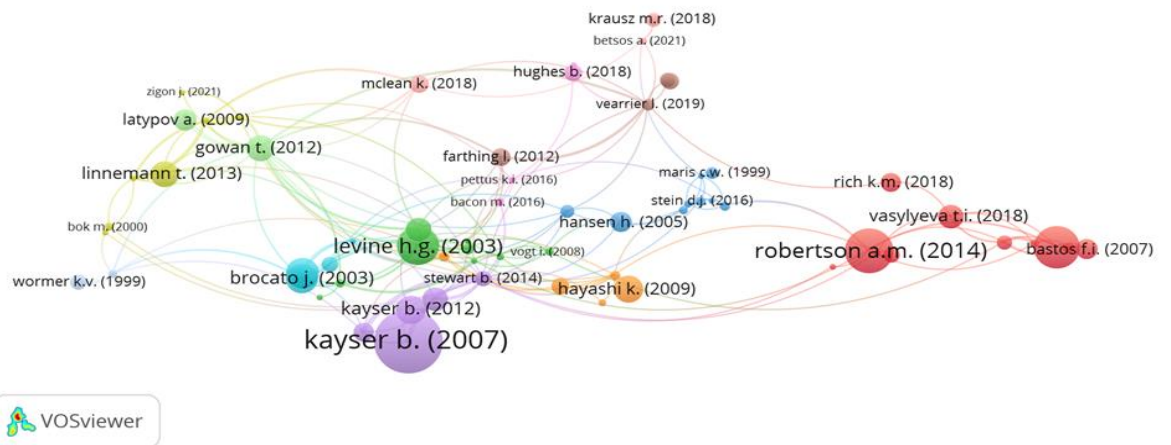 krausz m.r. (2018)
betsos a. (2021)
hughes b. (2018)
mclean k. (2018)
zigon j. (2021)
vearrier l. (2019)
latypov a. (2009)
gowan t. (2012)
farthing l. (2012)
linnemann t. (2013)
maris c.w. (1999)
pettus k.i. (2016)
rich k.m. (2018)
bacon m. (2016)
stein d.j. (2016)
vasylyeva t.i. (2018)
hansen h. (2005)
bok m. (2000)
levine h.g. (2003)
vogt i. (2008)
robertson a.m. (2014)
bastos f.i. (2007)
brocato j. (2003)
stewart b. (2014)
wormer k.v. (1999)
hayashi k. (2009)
kayser b. (2012)
kayser b. (2007)
VOSviewer